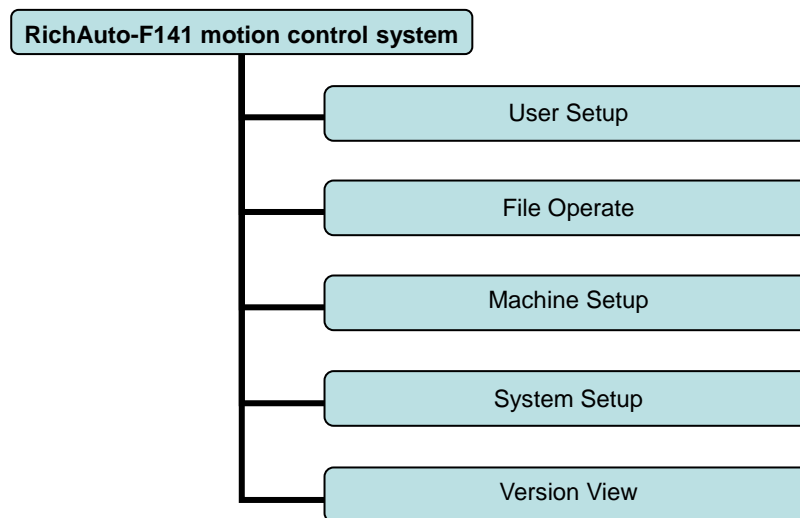 RichAuto-F141 motion control system
User Setup
File Operate
Machine Setup
System Setup
Version View